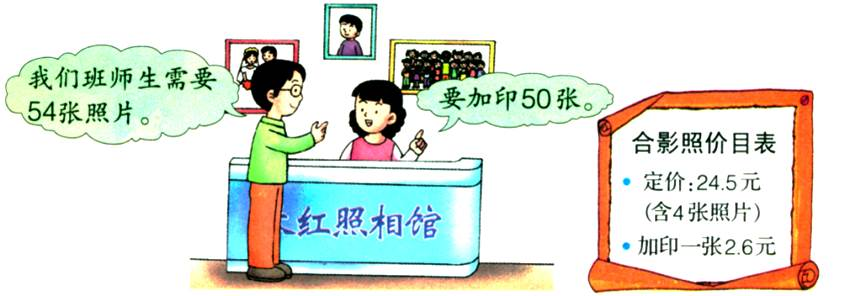 我们班师生需要
54张照片。
要加印50张。
红照相馆
合影照价目表
• 定价:24.5元
(含4张照片)
• 加印一张2.6元